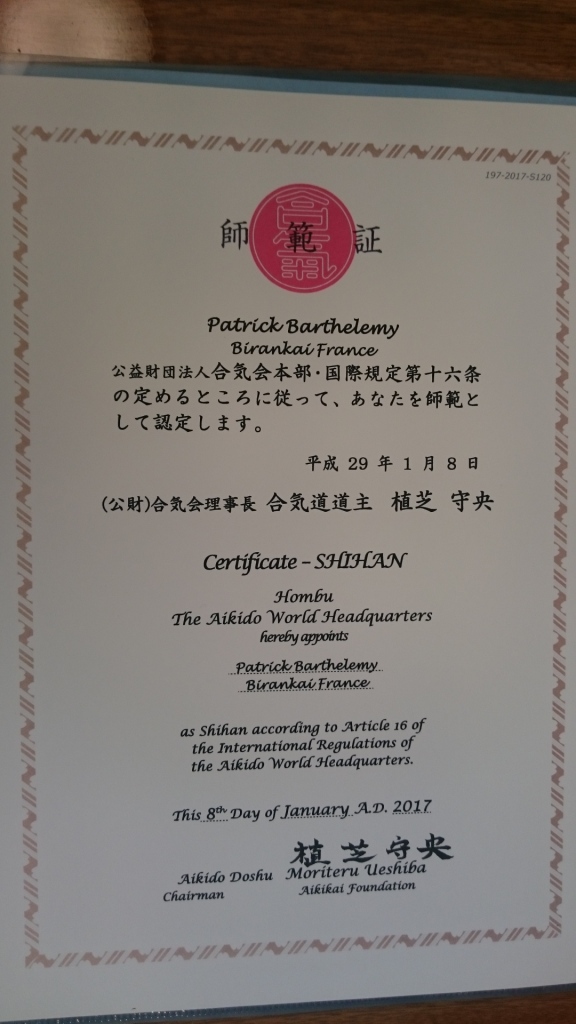 197-2017-S120
師範証
合氣
Patrick Barthelemy
Birankai France
公益財団法人合気会本部・国際規定第十六条
の定めるところに従って、あなたを師範と
して認定します。
平成 29 年 1 月 8 日
(公財)合気会理事長 合気道道主 植芝 守央
Certificate – SHIHAN
Hombu
The Aikido World Headquarters
hereby appoints
Patrick Barthelemy
Birankai France
as Shihan according to Article 16 of
the International Regulations of
the Aikido World Headquarters.
This 8th Day of January A.D. 2017
植芝守央
Aikido Doshu Moriteru Ueshiba
Chairman Aikikai Foundation